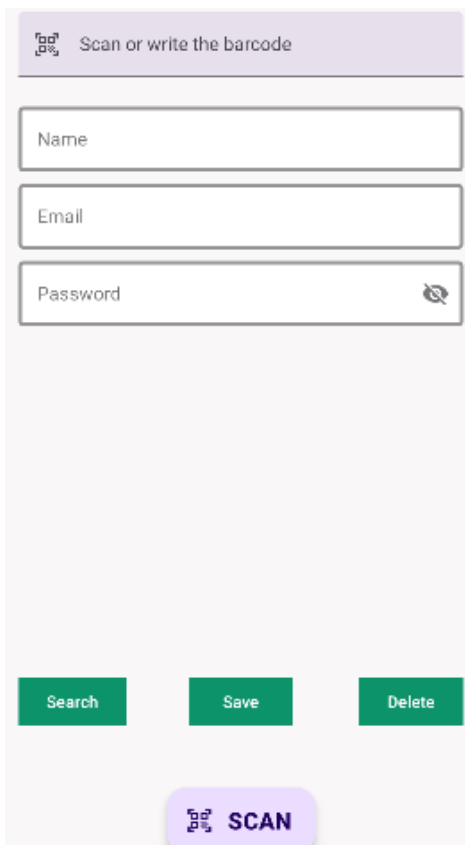 Scan or write the barcode
Name
Email
Password
Search Save Delete
SCAN